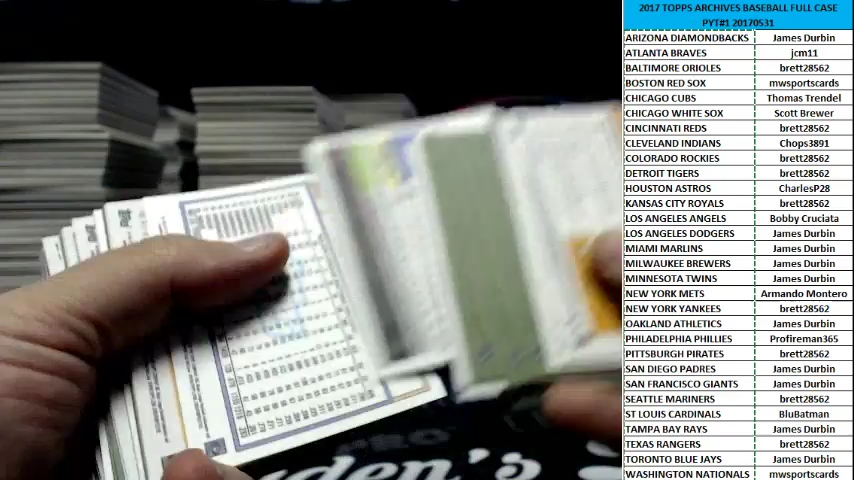 2017 TOPPS ARCHIVES BASEBALL FULL CASE
PYT#1 20170531
ARIZONA DIAMONDBACKS James Durbin
ATLANTA BRAVES jcm11
BALTIMORE ORIOLES brett28562
BOSTON RED SOX mwsportscards
CHICAGO CUBS Thomas Trendel
CHICAGO WHITE SOX Scott Brewer
CINCINNATI REDS brett28562
CLEVELAND INDIANS Chops3891
COLORADO ROCKIES brett28562
DETROIT TIGERS brett28562
HOUSTON ASTROS CharlesP28
KANSAS CITY ROYALS brett28562
LOS ANGELES ANGELS Bobby Cruciata
LOS ANGELES DODGERS James Durbin
MIAMI MARLINS James Durbin
MILWAUKEE BREWERS James Durbin
MINNESOTA TWINS James Durbin
NEW YORK METS Armando Montero
NEW YORK YANKEES brett28562
OAKLAND ATHLETICS James Durbin
PHILADELPHIA PHILLIES Profireman365
PITTSBURGH PIRATES brett28562
SAN DIEGO PADRES James Durbin
SAN FRANCISCO GIANTS James Durbin
SEATTLE MARINERS brett28562
ST LOUIS CARDINALS BluBatman
TAMPA BAY RAYS James Durbin
TEXAS RANGERS brett28562
TORONTO BLUE JAYS James Durbin
WASHINGTON NATIONALS mwsportscards